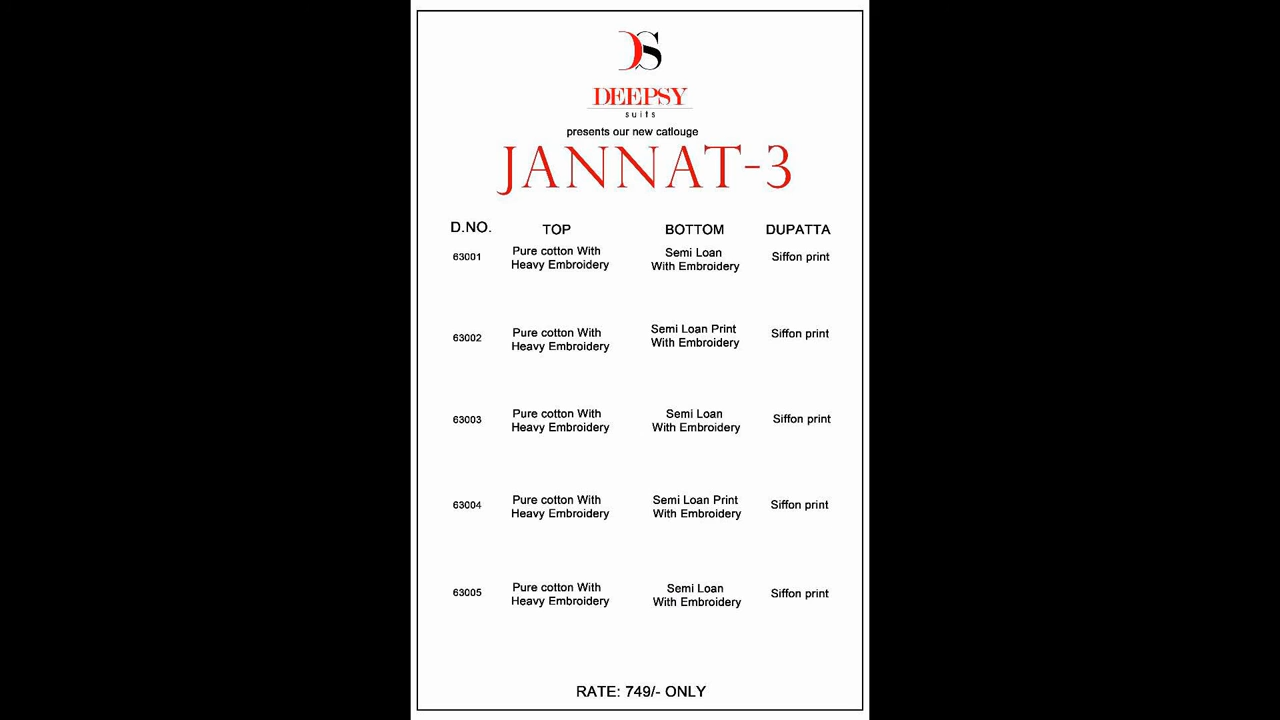 DS
DEEPSY
suits
presents our new catlouge
JANNAT-3
D.NO. TOP BOTTOM DUPATTA
63001 Pure cotton With Semi Loan Siffon print
Heavy Embroidery With Embroidery
63002 Pure cotton With Semi Loan Print Siffon print
Heavy Embroidery With Embroidery
63003 Pure cotton With Semi Loan Siffon print
Heavy Embroidery With Embroidery
63004 Pure cotton With Semi Loan Print Siffon print
Heavy Embroidery With Embroidery
63005 Pure cotton With Semi Loan Siffon print
Heavy Embroidery With Embroidery
RATE: 749/- ONLY